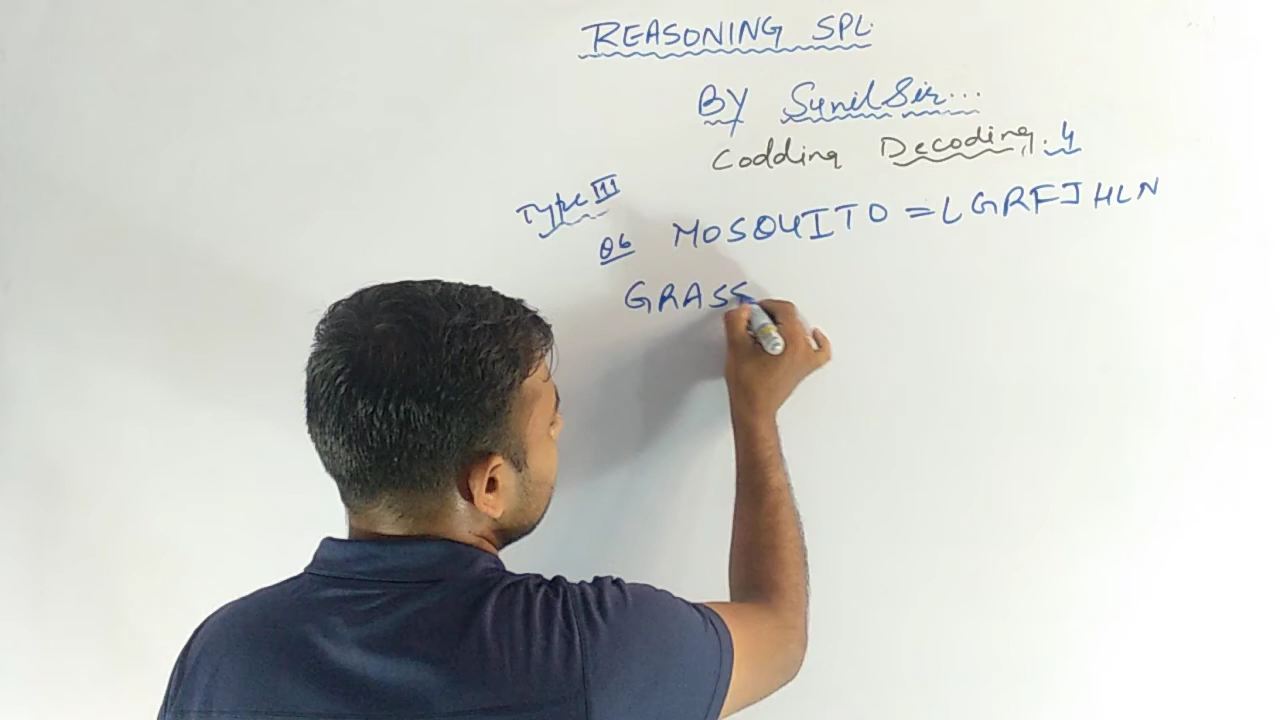 REASONING SPL.
BY Sunil Sir...
Codding Decoding. 4
Type III
Q6 MOSQUITO = LGRFJHLN
GRASS